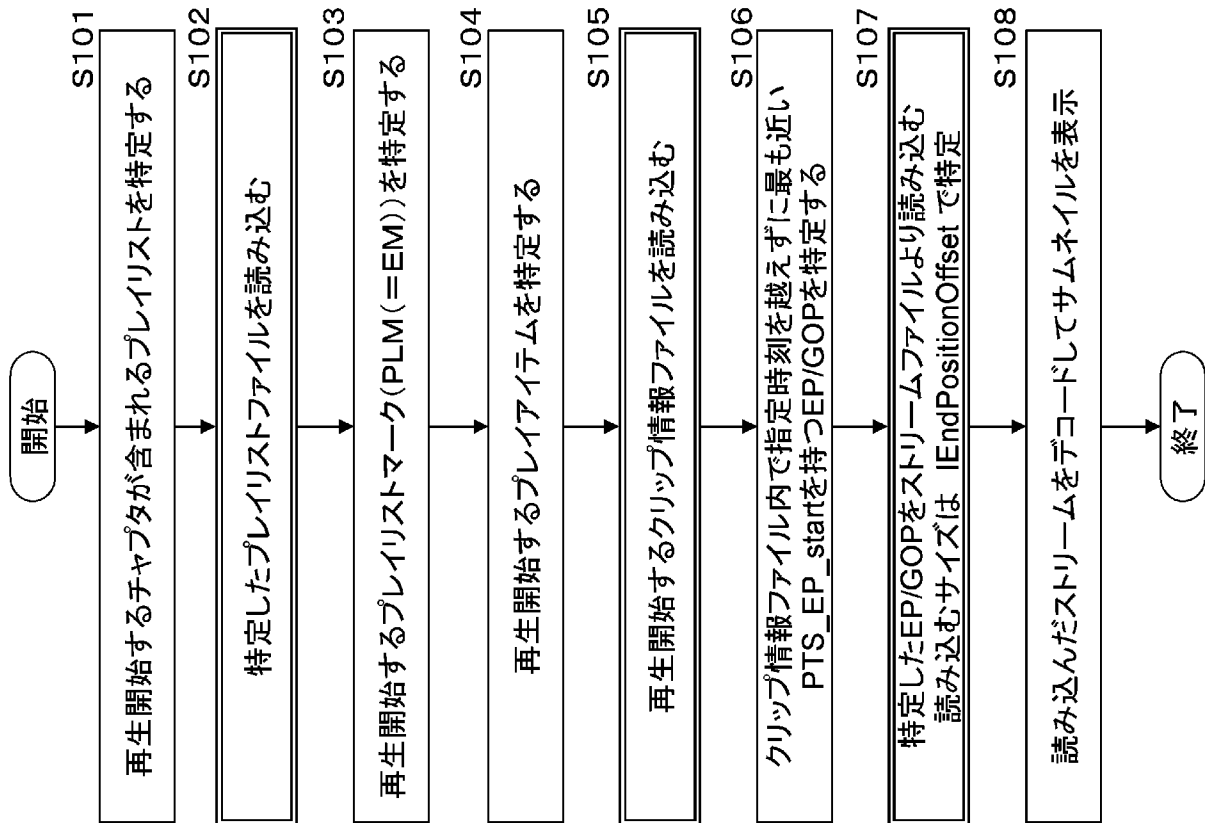 開始
S101
再生開始するチャプタが含まれるプレイリストを特定する
S102
特定したプレイリストファイルを読み込む
S103
再生開始するプレイリストマーク(PLM(=EM))を特定する
S104
再生開始するプレイアイテムを特定する
S105
再生開始するクリップ情報ファイルを読み込む
S106
クリップ情報ファイル内で指定時刻を越えずに最も近い
PTS_EP_startを持つEP/GOPを特定する
S107
特定したEP/GOPをストリームファイルより読み込む
読み込むサイズは IEndPositionOffset で特定
S108
読み込んだストリームをデコードしてサムネイルを表示
終了